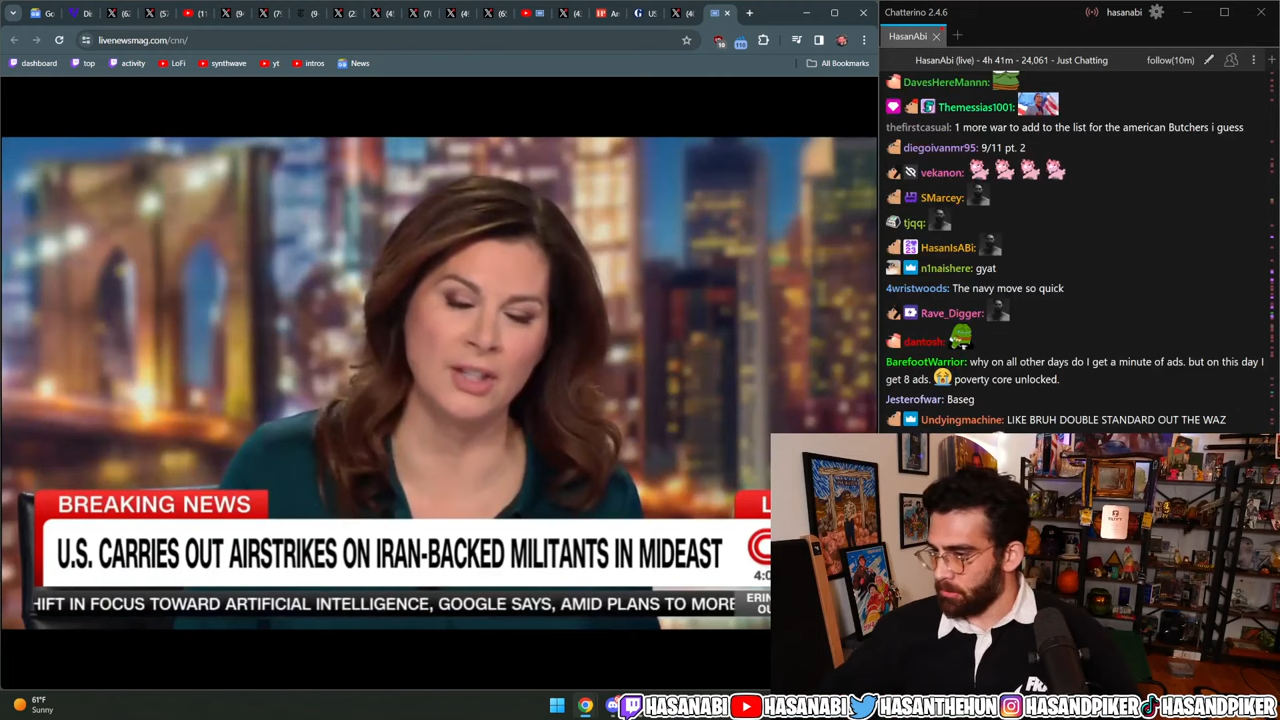 livenewsmag.com/cnn/
dashboard
top
activity
LoFi
synthwave
yt
intros
News
All Bookmarks
BREAKING NEWS
U.S. CARRIES OUT AIRSTRIKES ON IRAN-BACKED MILITANTS IN MIDEAST
HIFT IN FOCUS TOWARD ARTIFICIAL INTELLIGENCE, GOOGLE SAYS, AMID PLANS TO MORE
ERIN
OU
61°F
Sunny
Chatterino 2.4.6
hasanabi
HasanAbi
HasanAbi (live) - 4h 41m - 24,061 - Just Chatting
follow(10m)
DavesHereMannn:
Themessias1001:
thefirstcasual: 1 more war to add to the list for the american Butchers i guess
diegoivanmr95: 9/11 pt. 2
vekanon:
SMarcey:
tjqq:
HasanIsABi:
n1naishere: gyat
4wristwoods: The navy move so quick
Rave_Digger:
dantosh:
BarefootWarrior: why on all other days do I get a minute of ads. but on this day I
get 8 ads. poverty core unlocked.
Jesterofwar: Baseg
Undyingmachine: LIKE BRUH DOUBLE STANDARD OUT THE WAZ
HASANABI HASANABI HASANTHEHUN HASANDPIKER HASANDPIKER